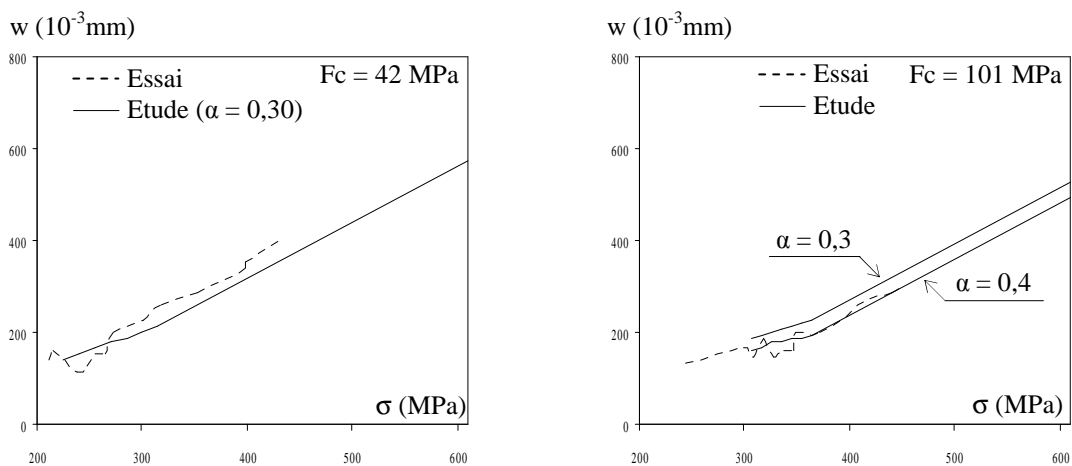 w (10⁻³mm)
800
Essai
Fc = 42 MPa
Etude (α = 0,30)
600
400
200
σ (MPa)
0
200
300
400
500
600
w (10⁻³mm)
800
Essai
Fc = 101 MPa
Etude
600
α = 0,3
400
α = 0,4
200
σ (MPa)
0
200
300
400
500
600